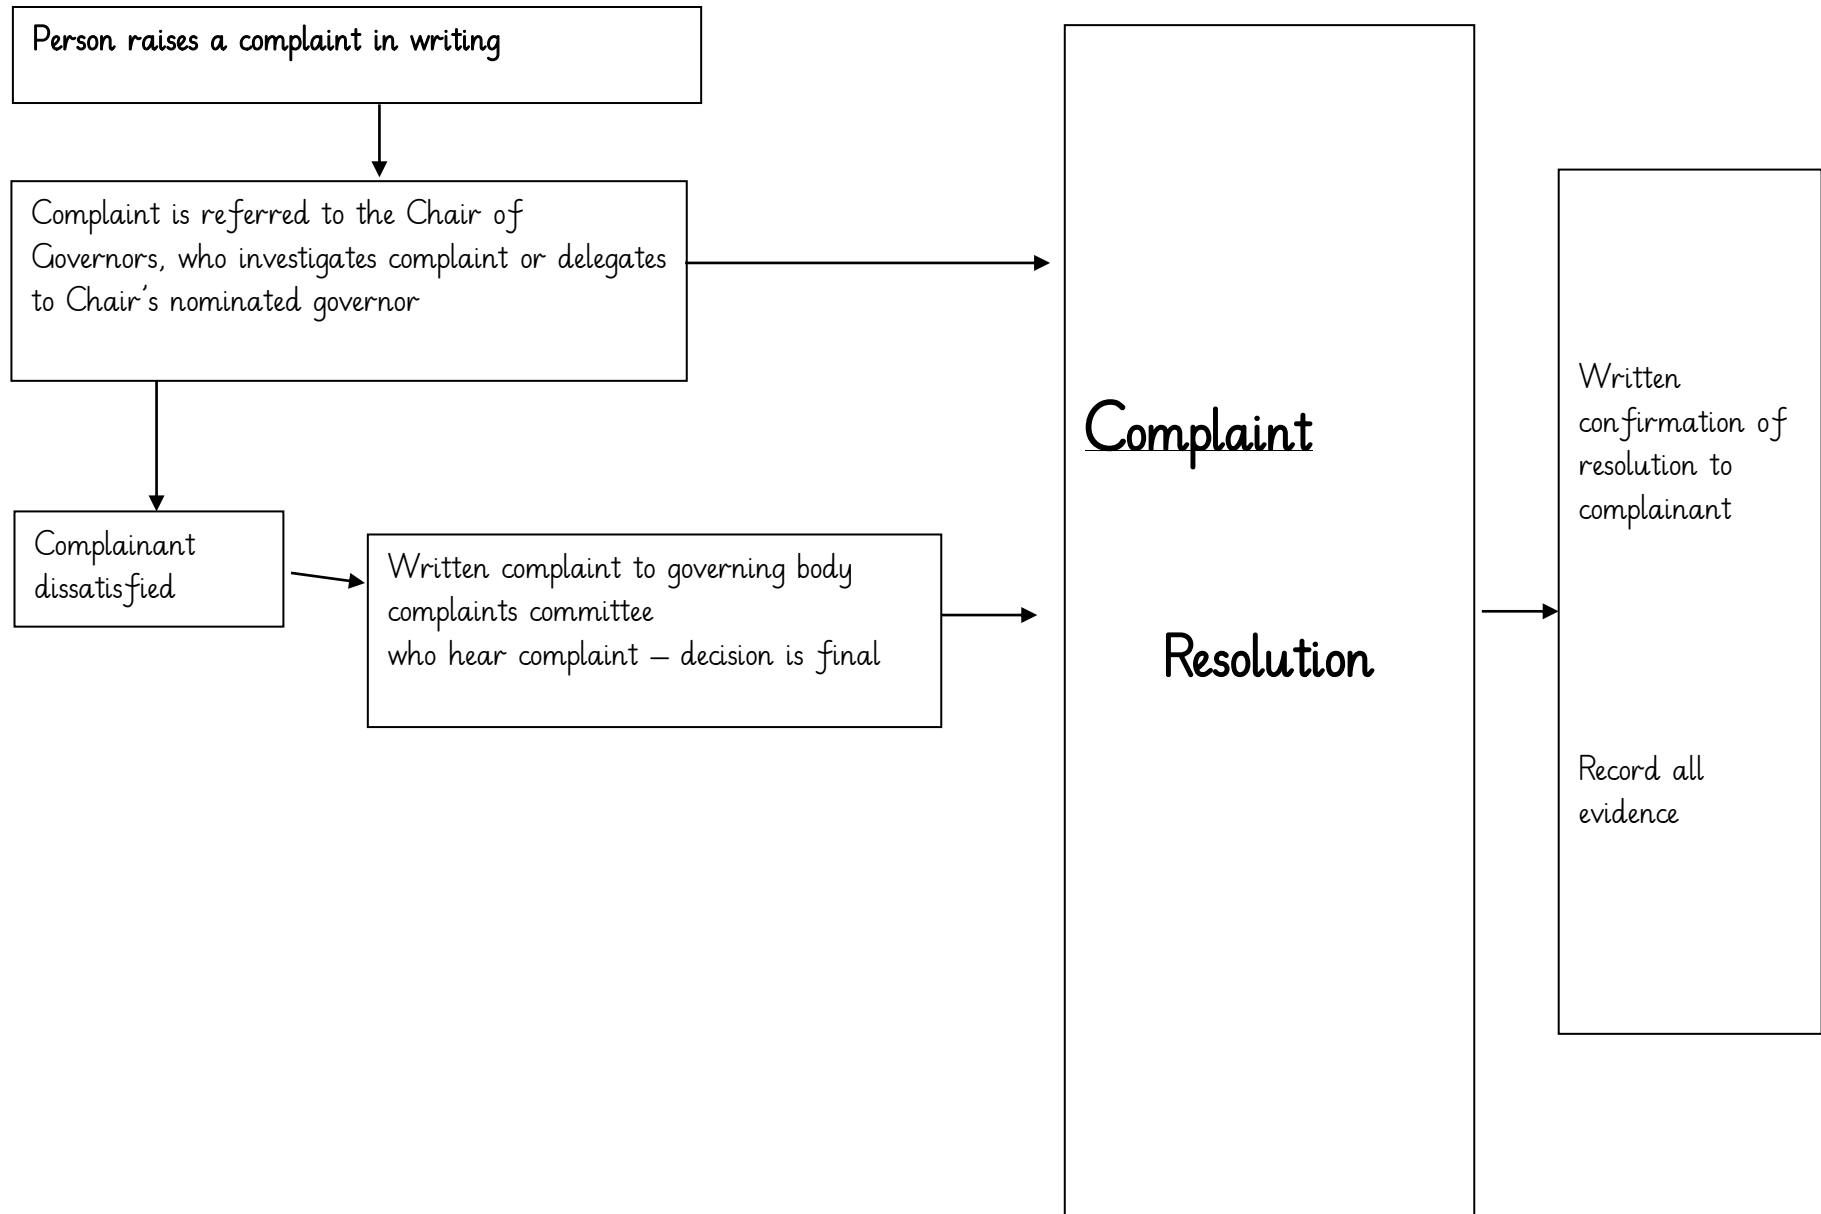 Person raises a complaint in writing
Complaint is referred to the Chair of
Governors, who investigates complaint or delegates
to Chair's nominated governor
Complainant
dissatisfied
Written complaint to governing body
complaints committee
who hear complaint – decision is final
Complaint
Resolution
Written
confirmation of
resolution to
complainant
Record all
evidence